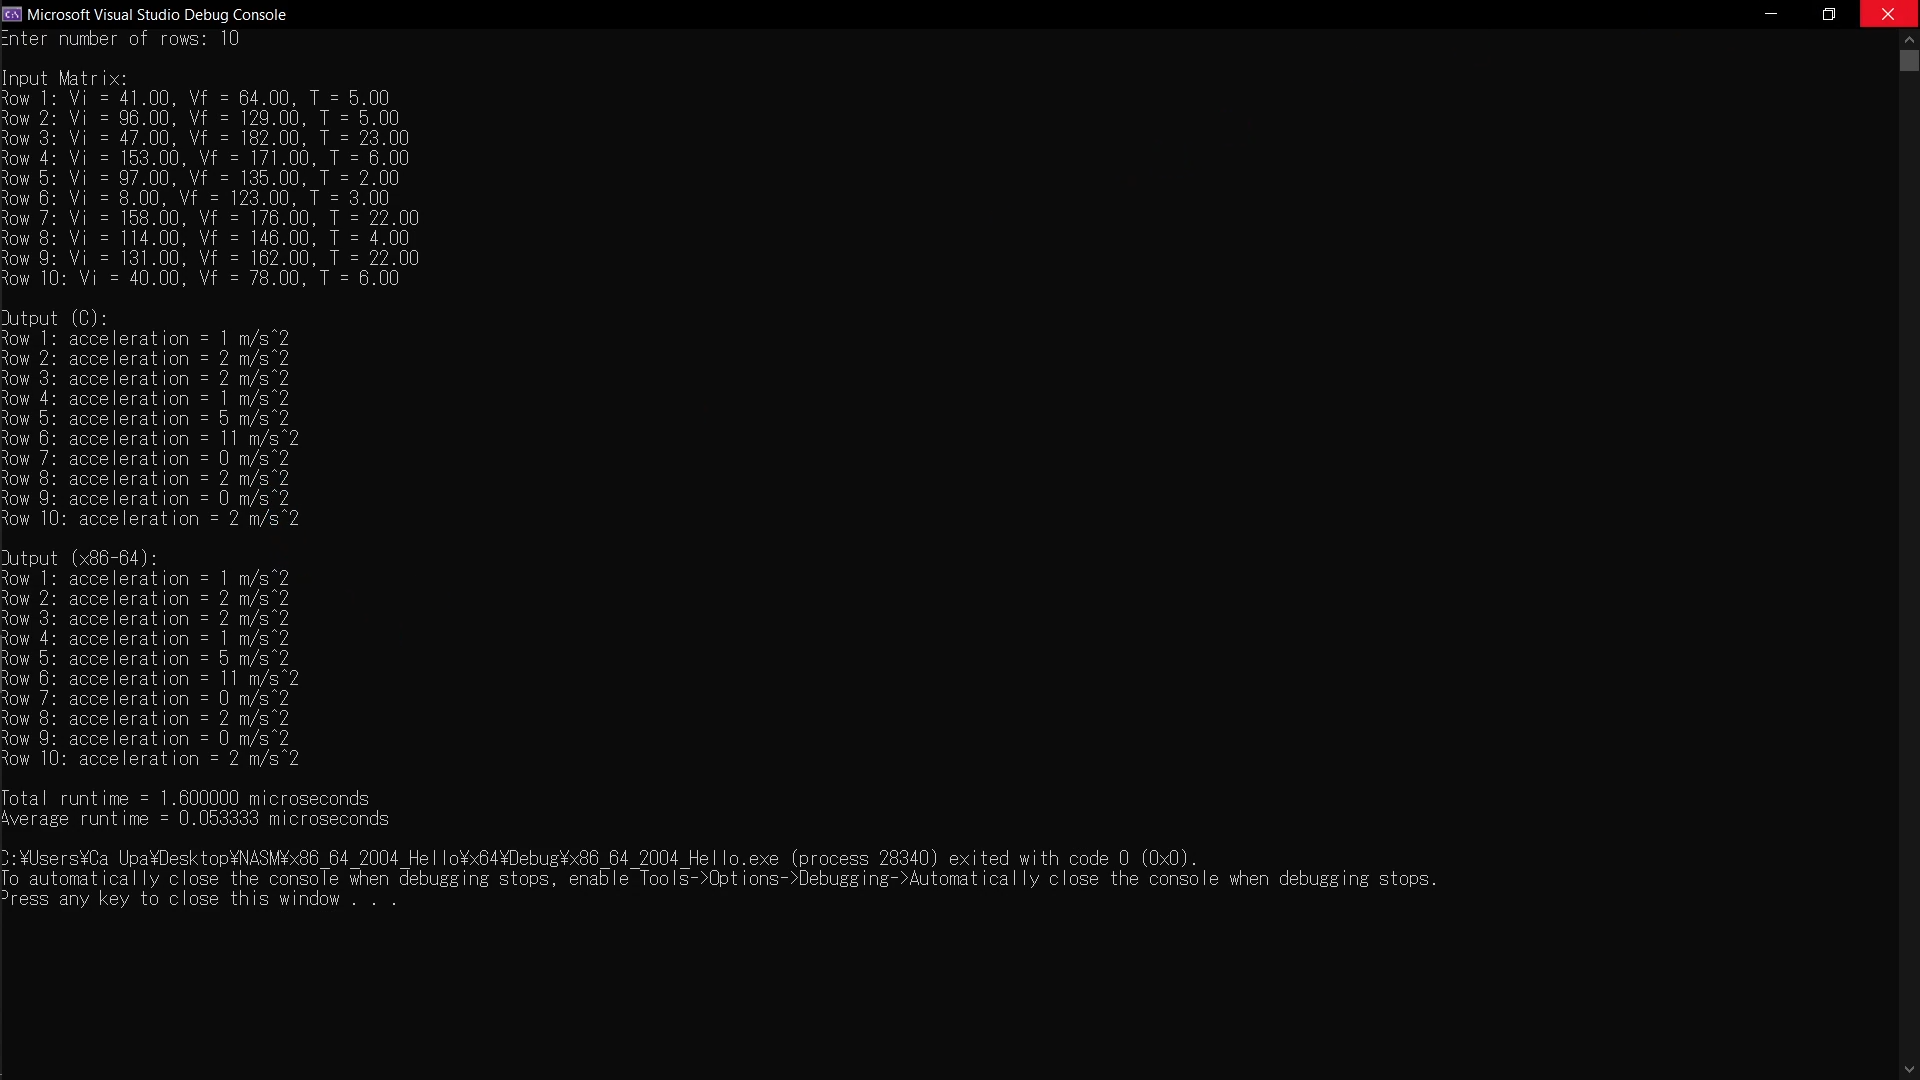 Microsoft Visual Studio Debug Console
Enter number of rows: 10
Input Matrix:
Row 1: Vi = 41.00, Vf = 64.00, T = 5.00
Row 2: Vi = 96.00, Vf = 129.00, T = 5.00
Row 3: Vi = 47.00, Vf = 182.00, T = 23.00
Row 4: Vi = 153.00, Vf = 171.00, T = 6.00
Row 5: Vi = 97.00, Vf = 135.00, T = 2.00
Row 6: Vi = 8.00, Vf = 123.00, T = 3.00
Row 7: Vi = 158.00, Vf = 176.00, T = 22.00
Row 8: Vi = 114.00, Vf = 146.00, T = 4.00
Row 9: Vi = 131.00, Vf = 162.00, T = 22.00
Row 10: Vi = 40.00, Vf = 78.00, T = 6.00
Output (C):
Row 1: acceleration = 1 m/s^2
Row 2: acceleration = 2 m/s^2
Row 3: acceleration = 2 m/s^2
Row 4: acceleration = 1 m/s^2
Row 5: acceleration = 5 m/s^2
Row 6: acceleration = 11 m/s^2
Row 7: acceleration = 0 m/s^2
Row 8: acceleration = 2 m/s^2
Row 9: acceleration = 0 m/s^2
Row 10: acceleration = 2 m/s^2
Output (x86-64):
Row 1: acceleration = 1 m/s^2
Row 2: acceleration = 2 m/s^2
Row 3: acceleration = 2 m/s^2
Row 4: acceleration = 1 m/s^2
Row 5: acceleration = 5 m/s^2
Row 6: acceleration = 11 m/s^2
Row 7: acceleration = 0 m/s^2
Row 8: acceleration = 2 m/s^2
Row 9: acceleration = 0 m/s^2
Row 10: acceleration = 2 m/s^2
Total runtime = 1.600000 microseconds
Average runtime = 0.053333 microseconds
C:¥Users¥Ca Upa¥Desktop¥NASM¥x86_64_2004_Hello¥x64¥Debug¥x86_64_2004_Hello.exe (process 28340) exited with code 0 (0x0).
To automatically close the console when debugging stops, enable Tools->Options->Debugging->Automatically close the console when debugging stops.
Press any key to close this window . . .